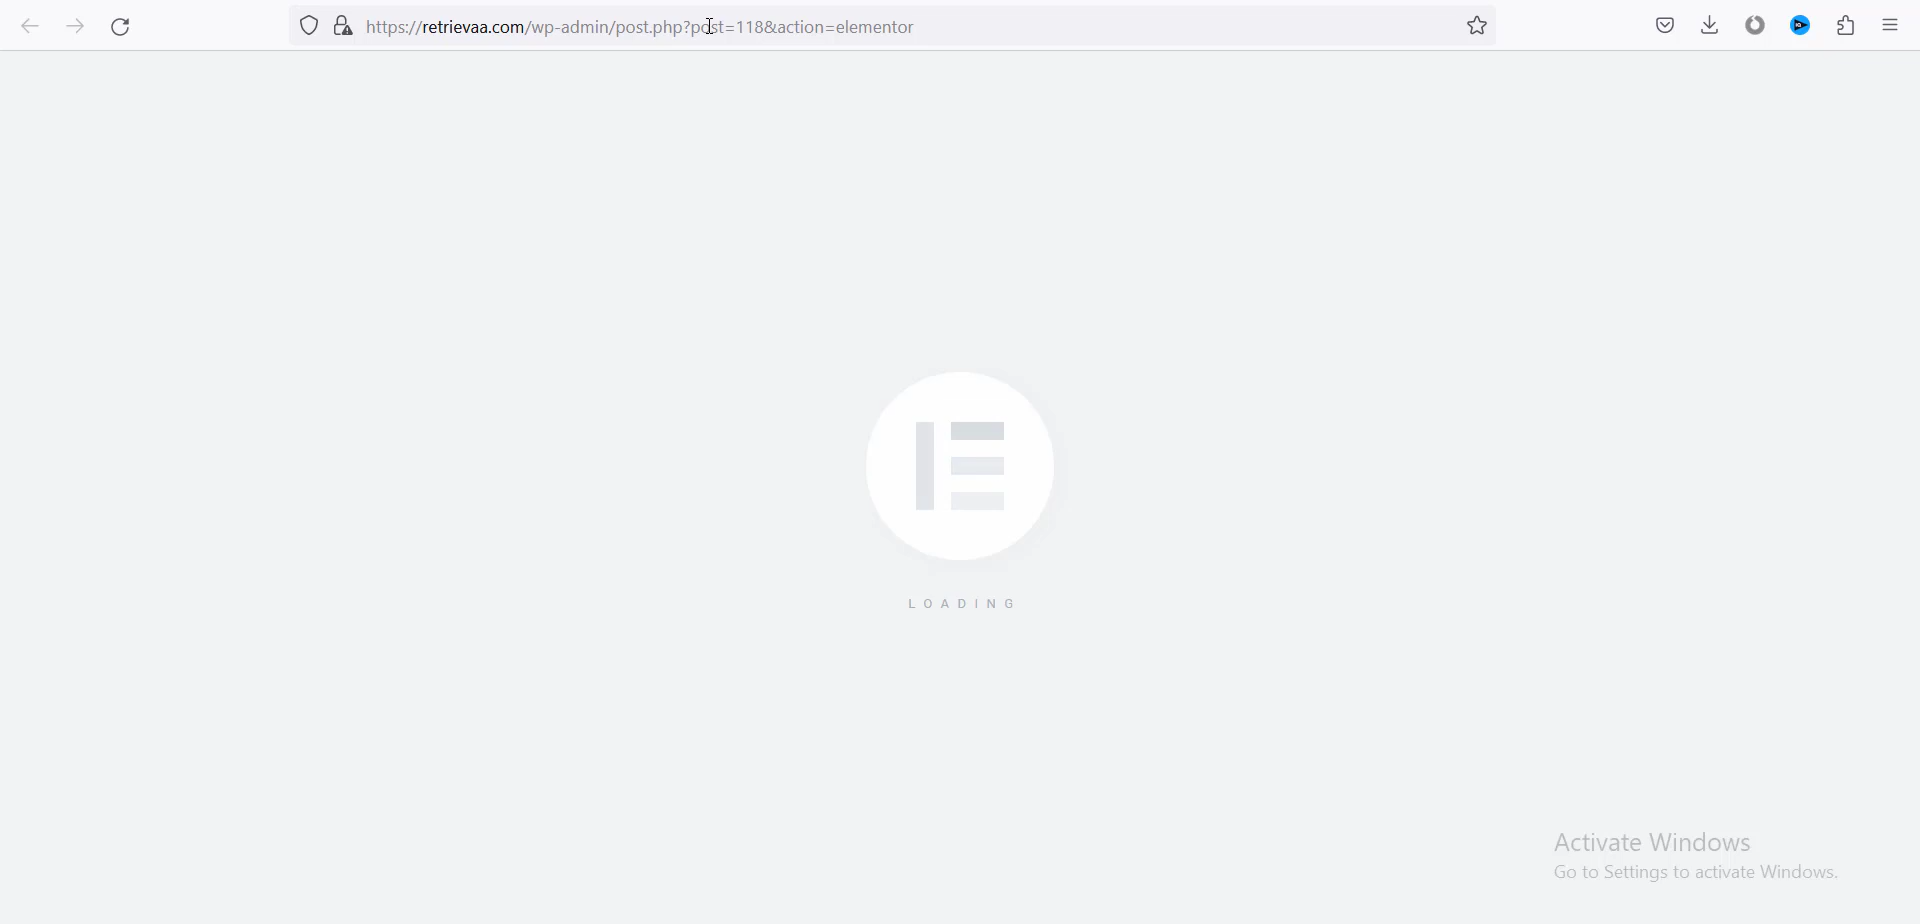 https://retrievaa.com/wp-admin/post.php?post=118&action=elementor
LOADING
Activate Windows
Go to Settings to activate Windows.